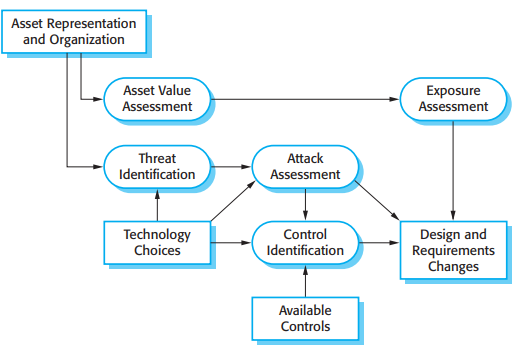 Asset Representation
and Organization
Asset Value
Assessment
Exposure
Assessment
Threat
Identification
Attack
Assessment
Technology
Choices
Control
Identification
Design and
Requirements
Changes
Available
Controls